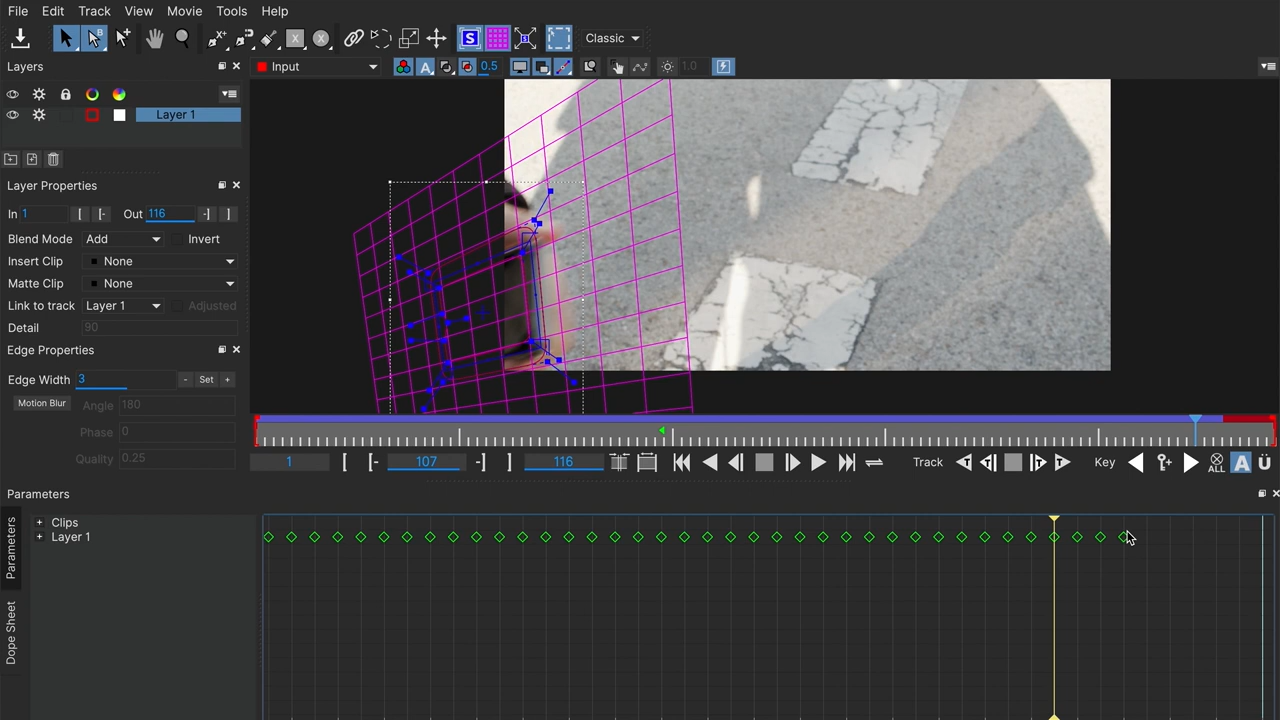 File Edit Track View Movie Tools Help
S Classic
Layers
Input A 0.5 1.0
Layer 1
Layer Properties
In 1 [ [- Out 116 -] ]
Blend Mode Add Invert
Insert Clip None
Matte Clip None
Link to track Layer 1 Adjusted
Detail 90
Edge Properties
Edge Width 3 - Set +
Motion Blur Angle 180
Phase 0
Quality 0.25
1 [ [- 107 -] ] 116 Track T T T T Key ALL A Ü
Parameters
Clips
Layer 1
Parameters
Dope Sheet